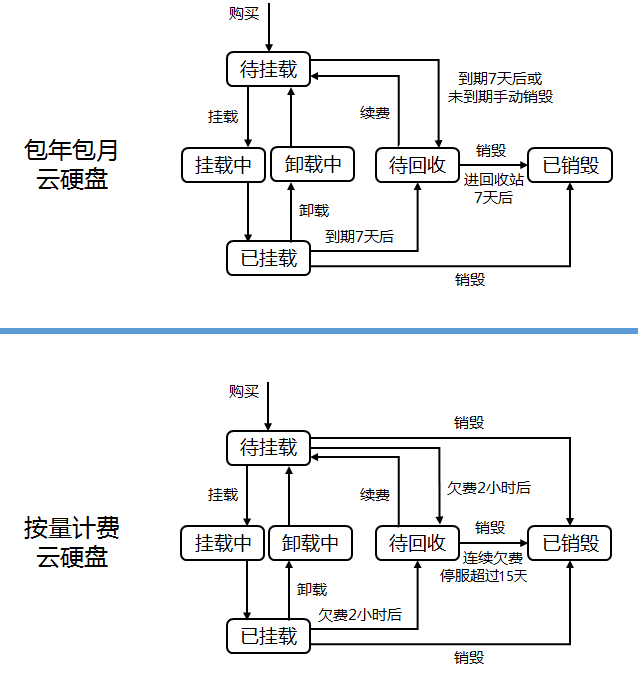 购买
待挂载
到期7天后或
未到期手动销毁
挂载
续费
包年包月
云硬盘
挂载中
卸载中
待回收
销毁
已销毁
进回收站
7天后
卸载
到期7天后
已挂载
销毁
购买
待挂载
销毁
挂载
续费
欠费2小时后
按量计费
云硬盘
挂载中
卸载中
待回收
销毁
已销毁
连续欠费
停服超过15天
卸载
欠费2小时后
已挂载
销毁